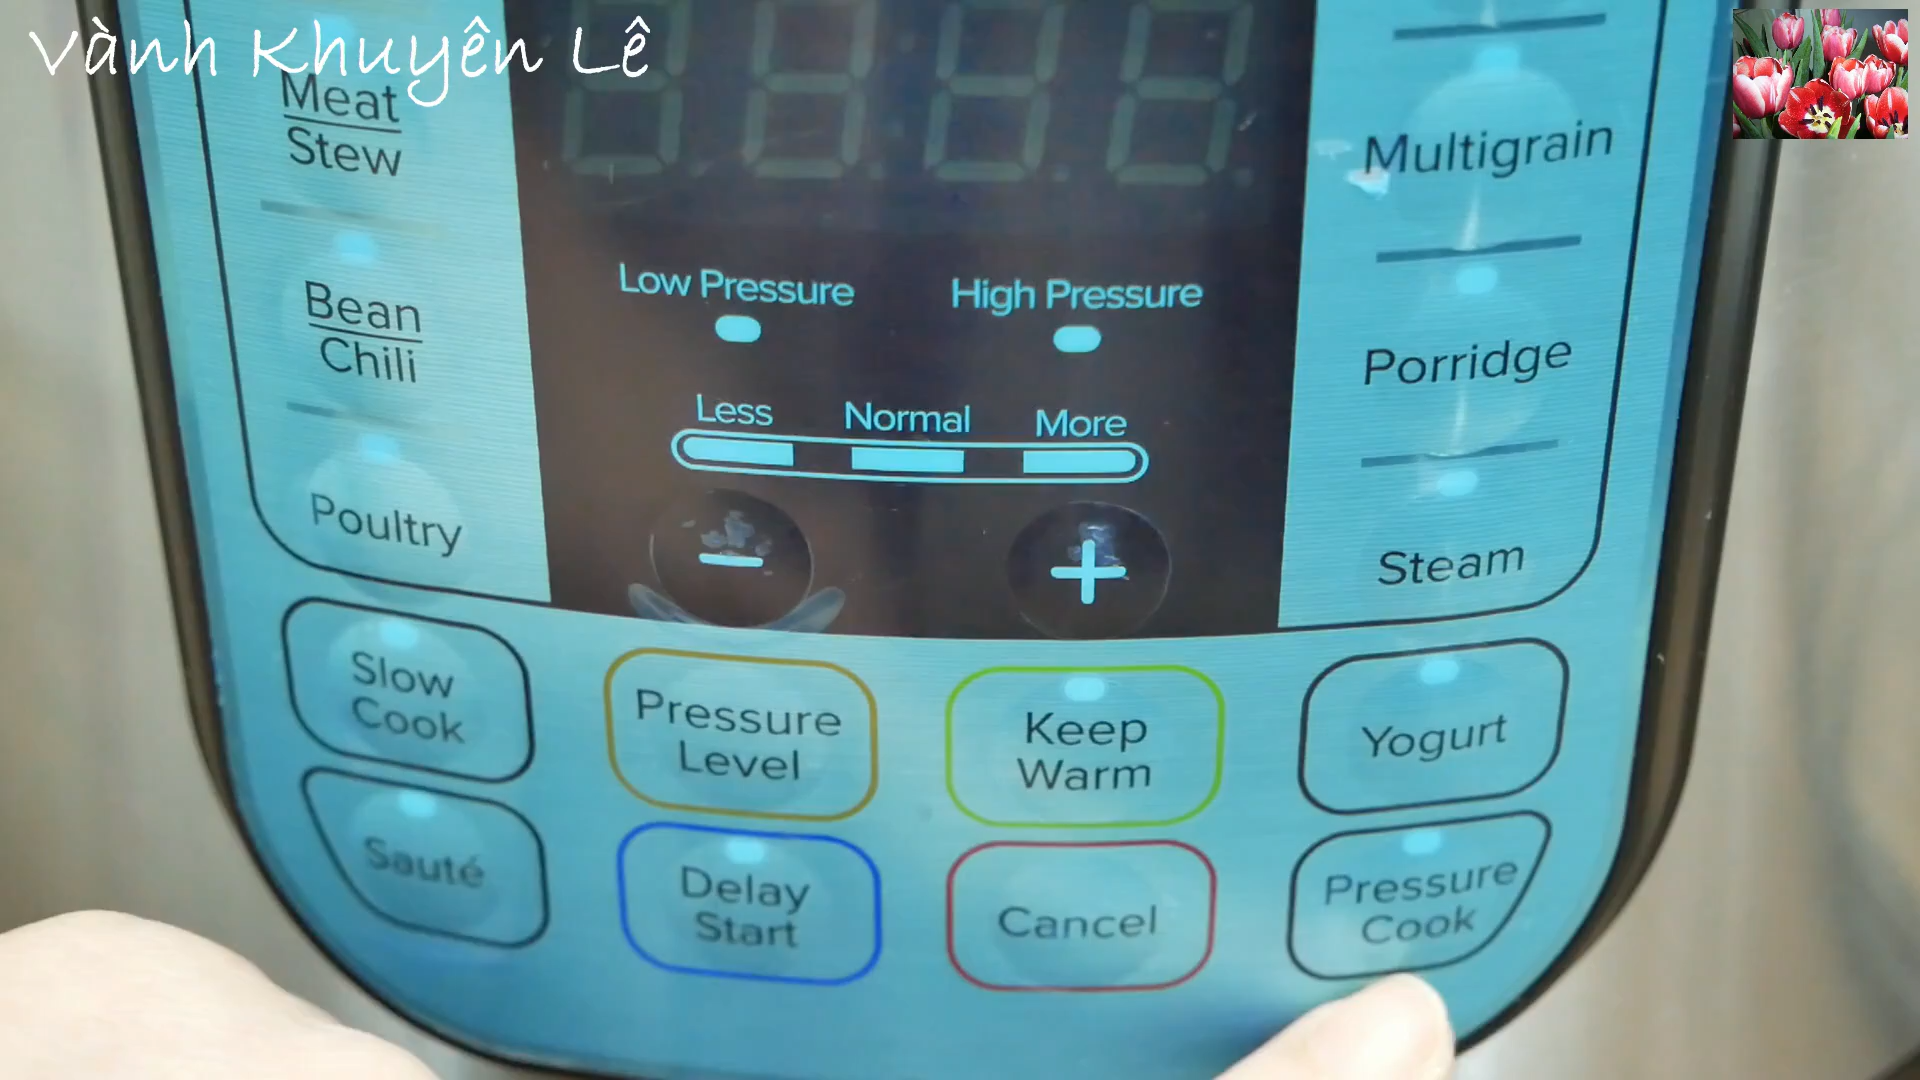 Vành Khuyên Lê
Meat
Stew
Bean
Chili
Poultry
Low Pressure
High Pressure
Less
Normal
More
−
+
Multigrain
Porridge
Steam
Slow
Cook
Pressure
Level
Keep
Warm
Yogurt
Sauté
Delay
Start
Cancel
Pressure
Cook